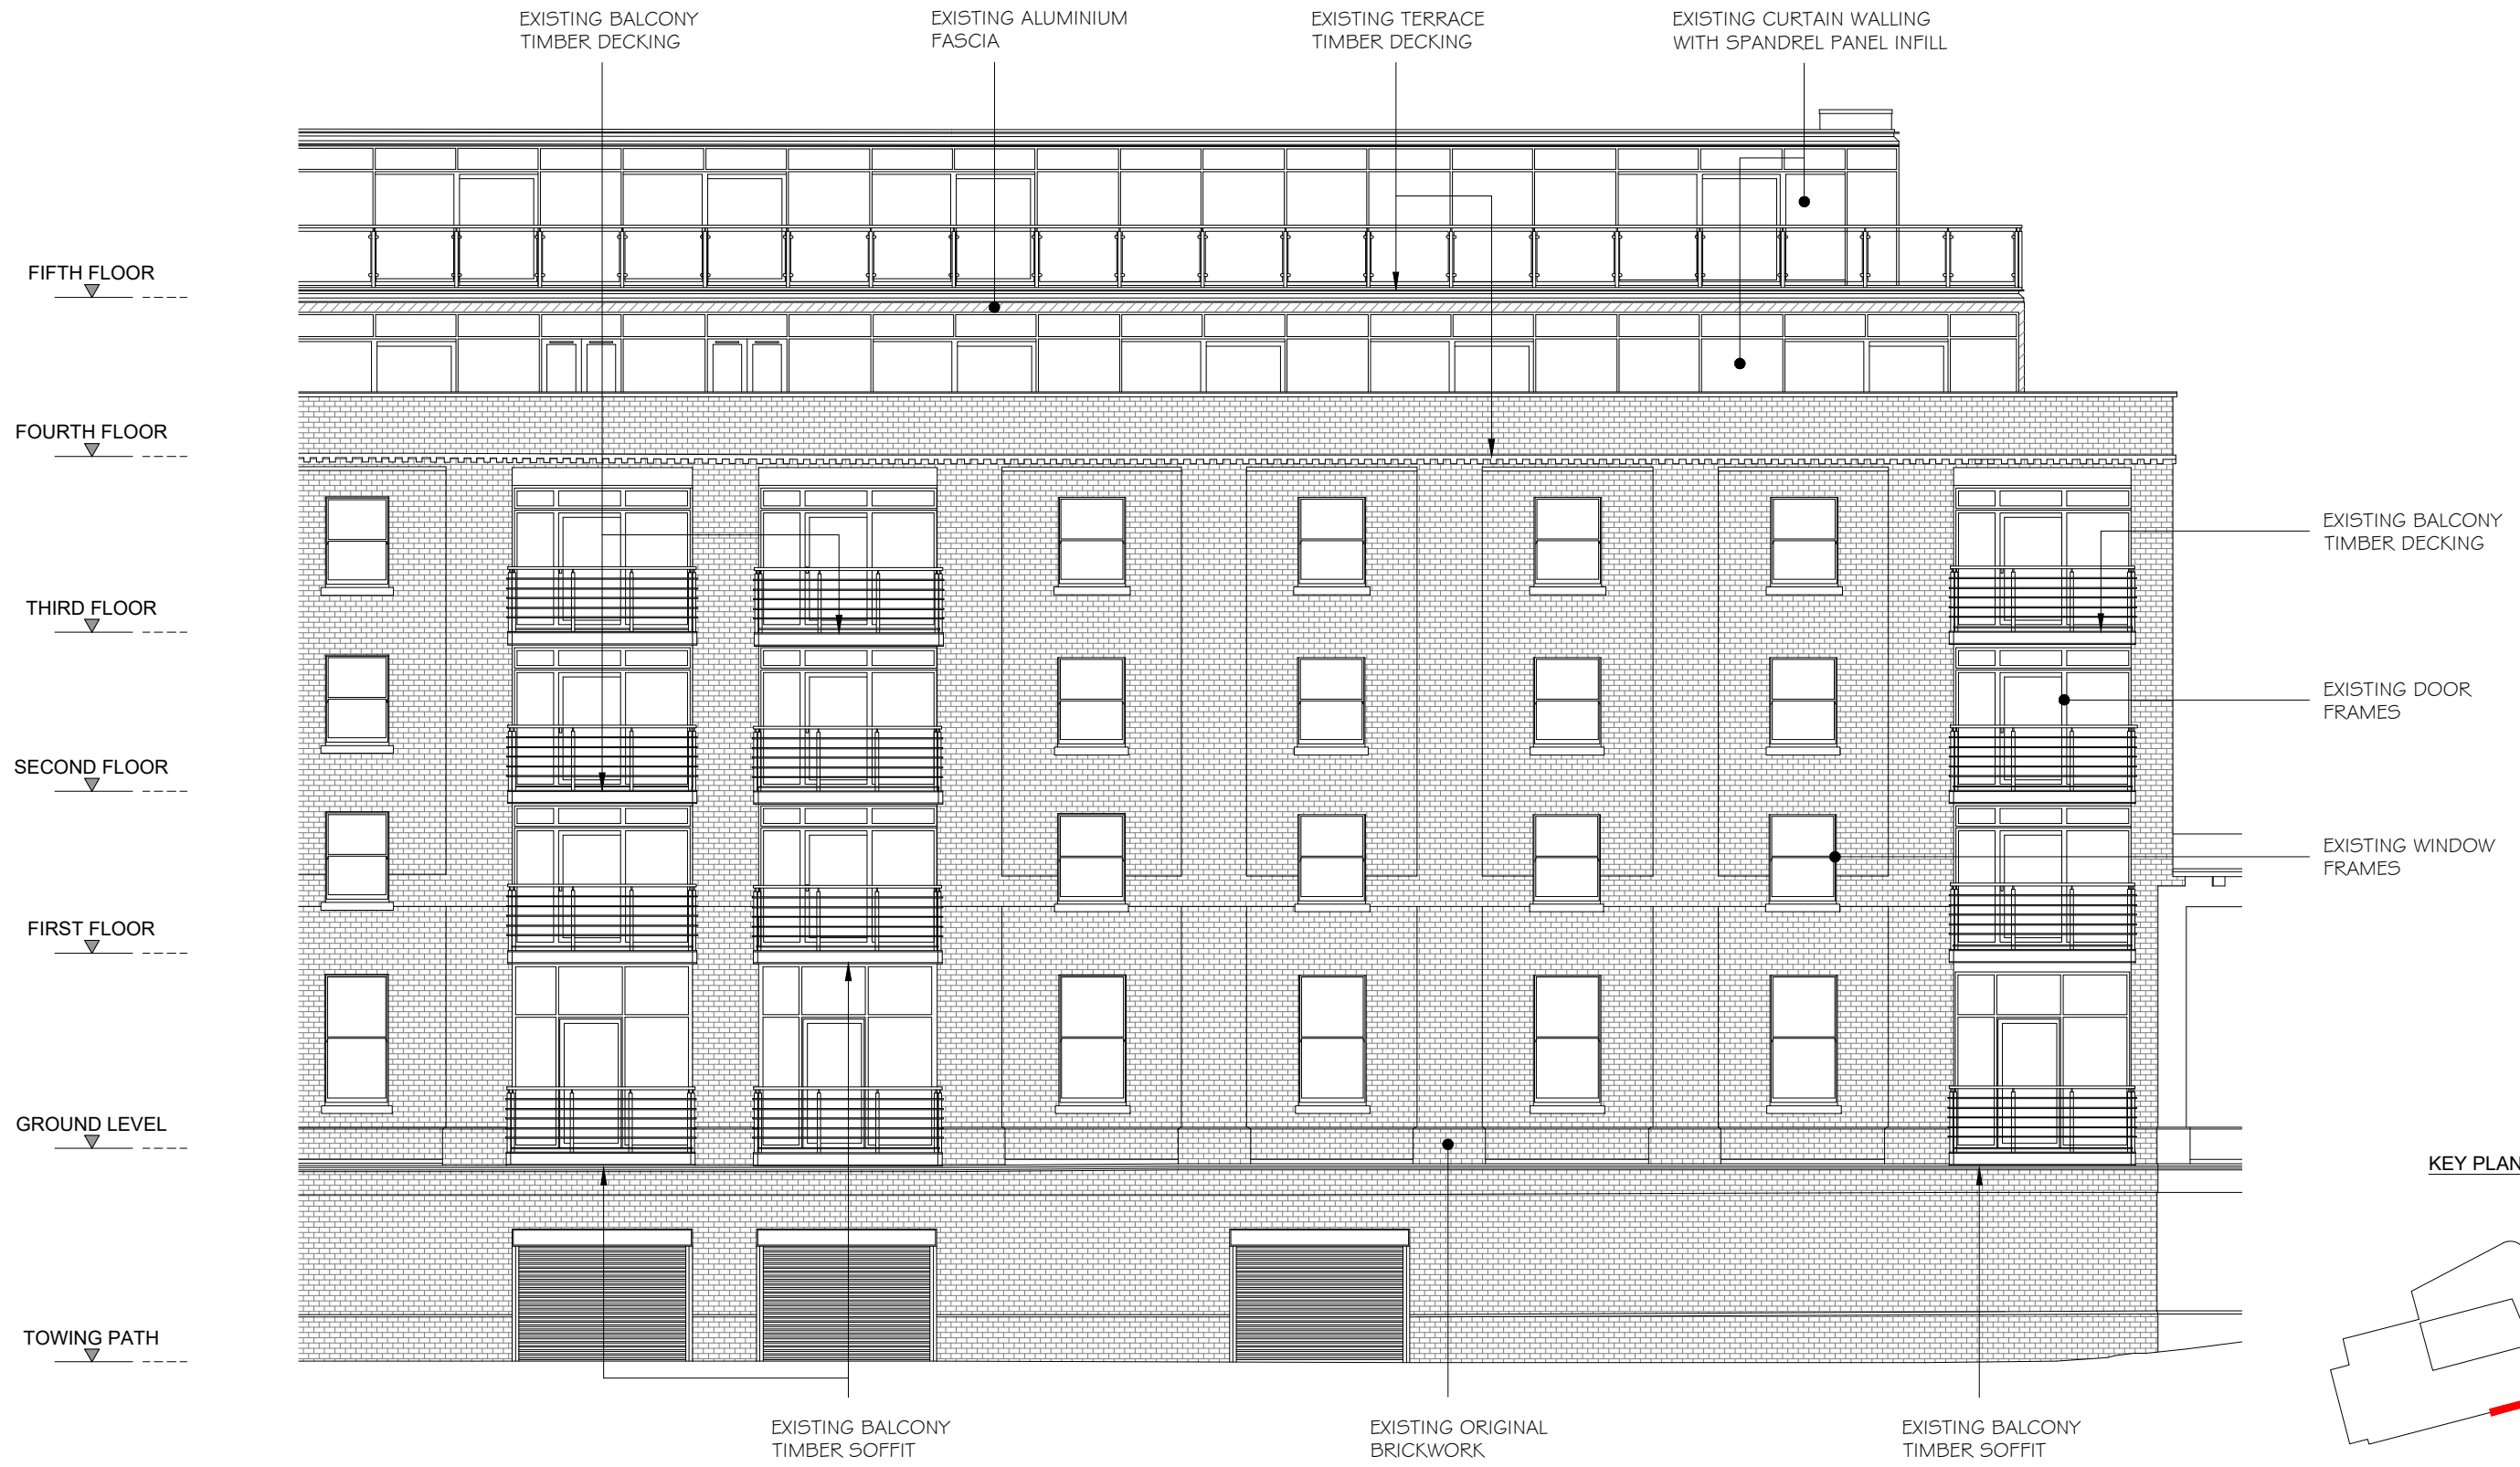 EXISTING BALCONY
TIMBER DECKING
EXISTING ALUMINIUM
FASCIA
EXISTING TERRACE
TIMBER DECKING
EXISTING CURTAIN WALLING
WITH SPANDREL PANEL INFILL
FIFTH FLOOR
FOURTH FLOOR
THIRD FLOOR
SECOND FLOOR
FIRST FLOOR
GROUND LEVEL
TOWING PATH
EXISTING BALCONY
TIMBER DECKING
EXISTING DOOR
FRAMES
EXISTING WINDOW
FRAMES
KEY PLAN
EXISTING BALCONY
TIMBER SOFFIT
EXISTING ORIGINAL
BRICKWORK
EXISTING BALCONY
TIMBER SOFFIT